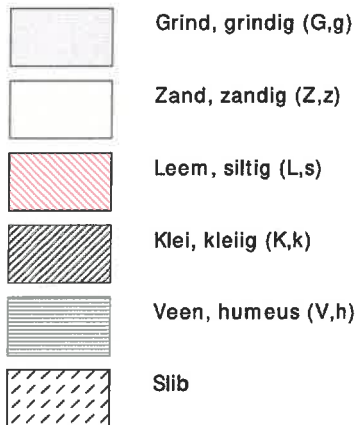 Grind, grindig (G,g)
Zand, zandig (Z,z)
Leem, siltig (L,s)
Klei, kleiig (K,k)
Veen, humeus (V,h)
Slib